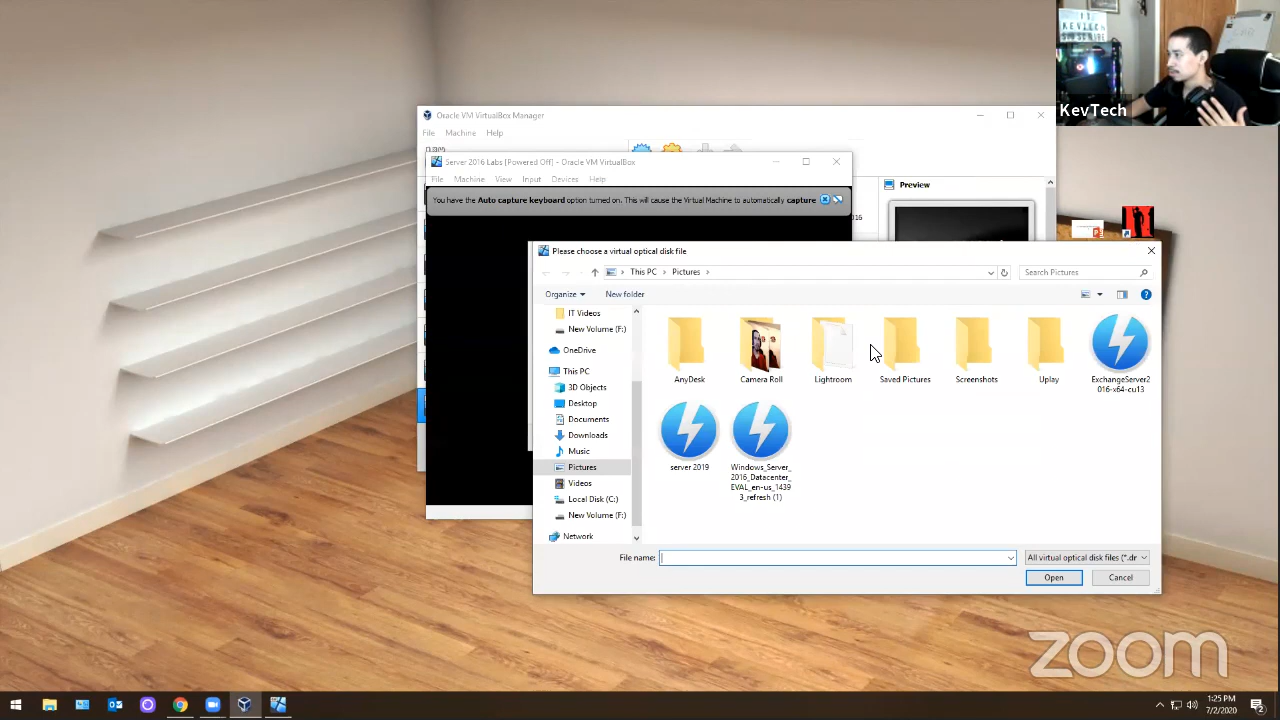 KEVTECH
SUBSCRIBE
KevTech
Oracle VM VirtualBox Manager
File Machine Help
Server 2016 Labs [Powered Off] - Oracle VM VirtualBox
File Machine View Input Devices Help
Preview
You have the Auto capture keyboard option turned on. This will cause the Virtual Machine to automatically capture
Please choose a virtual optical disk file
This PC > Pictures >
Search Pictures
Organize
New folder
IT Videos
New Volume (F:)
OneDrive
This PC
3D Objects
Desktop
Documents
Downloads
Music
Pictures
Videos
Local Disk (C:)
New Volume (F:)
Network
AnyDesk
Camera Roll
Lightroom
Saved Pictures
Screenshots
Uplay
ExchangeServer2
016-x64-cu13
server 2019
Windows_Server_
2016_Datacenter_
EVAL_en-us_1439
3_refresh (1)
File name:
All virtual optical disk files (*.dr
Open
Cancel
zoom
1:25 PM
7/2/2020
2